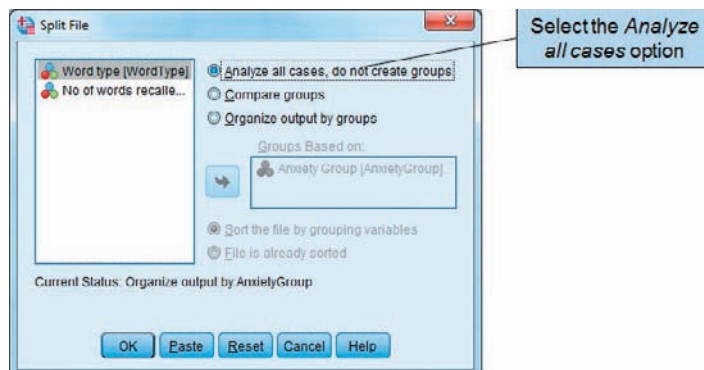 Split File
Select the Analyze
all cases option
Word type [WordType]
No of words recalle...
Analyze all cases, do not create groups
Compare groups
Organize output by groups
Groups Based on:
Anxiety Group [AnxietyGroup]
Sort the file by grouping variables
File is already sorted
Current Status: Organize output by AnxietyGroup
OK Paste Reset Cancel Help